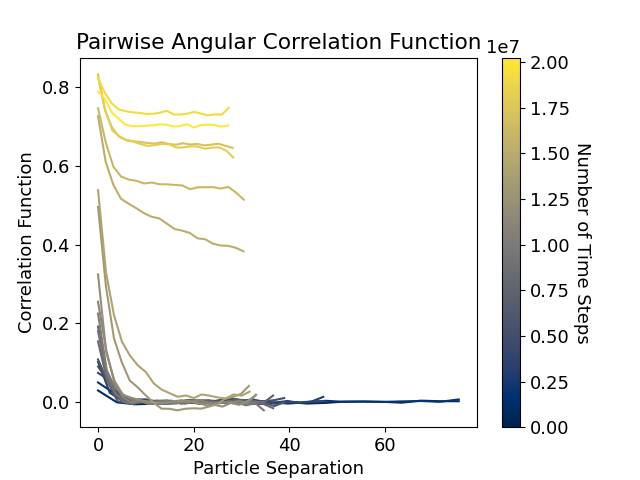 Pairwise Angular Correlation Function
1e7
0.8
0.6
0.4
0.2
0.0
Correlation Function
0 20 40 60
Particle Separation
2.00
1.75
1.50
1.25
1.00
0.75
0.50
0.25
0.00
Number of Time Steps